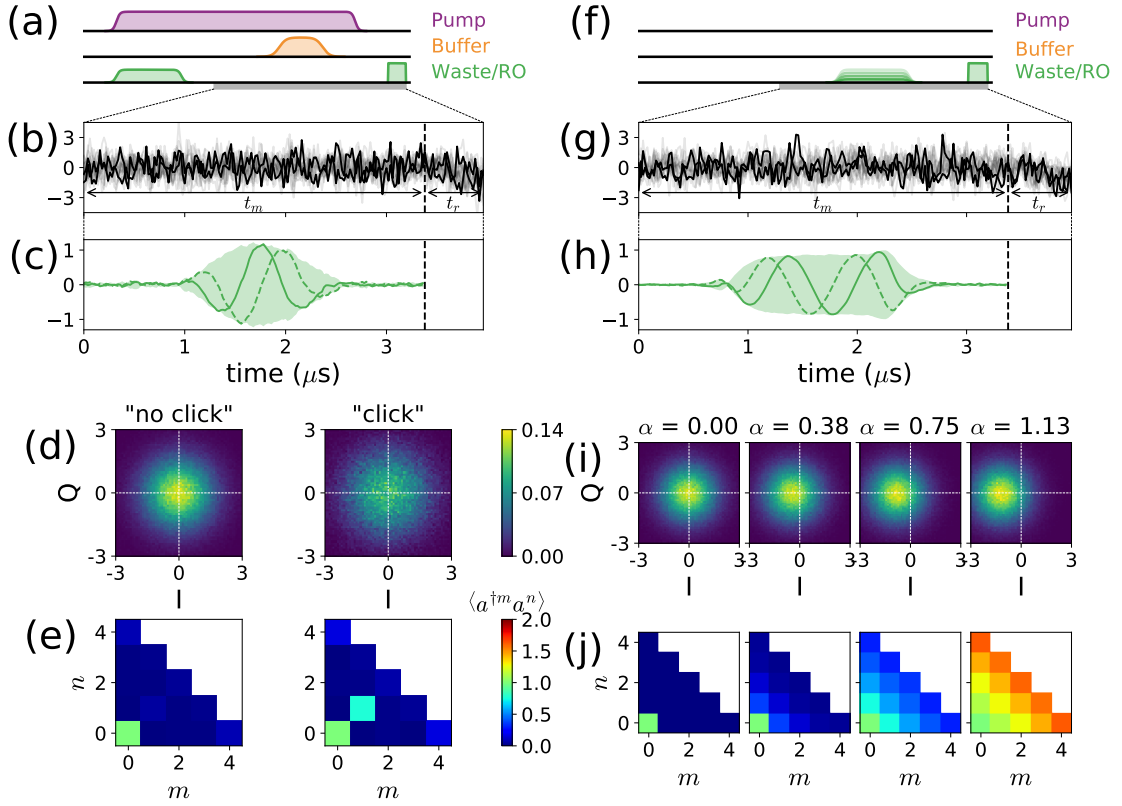 (a)
Pump
Buffer
Waste/RO
(b)
3
0
−3
t_m
t_r
(c)
1
0
−1
0
1
2
3
time (μs)
(d)
"no click"
"click"
Q
3
0
-3
-3
0
3
-3
0
3
I
I
0.14
0.07
0.00
(e)
⟨a^{†m}a^n⟩
n
4
2
0
0
2
4
0
2
4
m
m
2.0
1.5
1.0
0.5
0.0
(f)
Pump
Buffer
Waste/RO
(g)
3
0
−3
t_m
t_r
(h)
1
0
−1
0
1
2
3
time (μs)
(i)
α = 0.00
α = 0.38
α = 0.75
α = 1.13
Q
3
0
-3
-3
0
3
-3
0
3
-3
0
3
-3
0
3
I
I
I
I
(j)
n
4
2
0
0
2
4
0
2
4
0
2
4
0
2
4
m
m
m
m